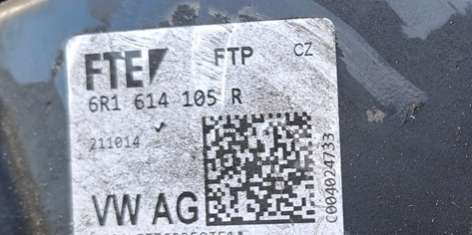 FTE FTP CZ
6R1 614 105 R
211014
VW AG
C004024733